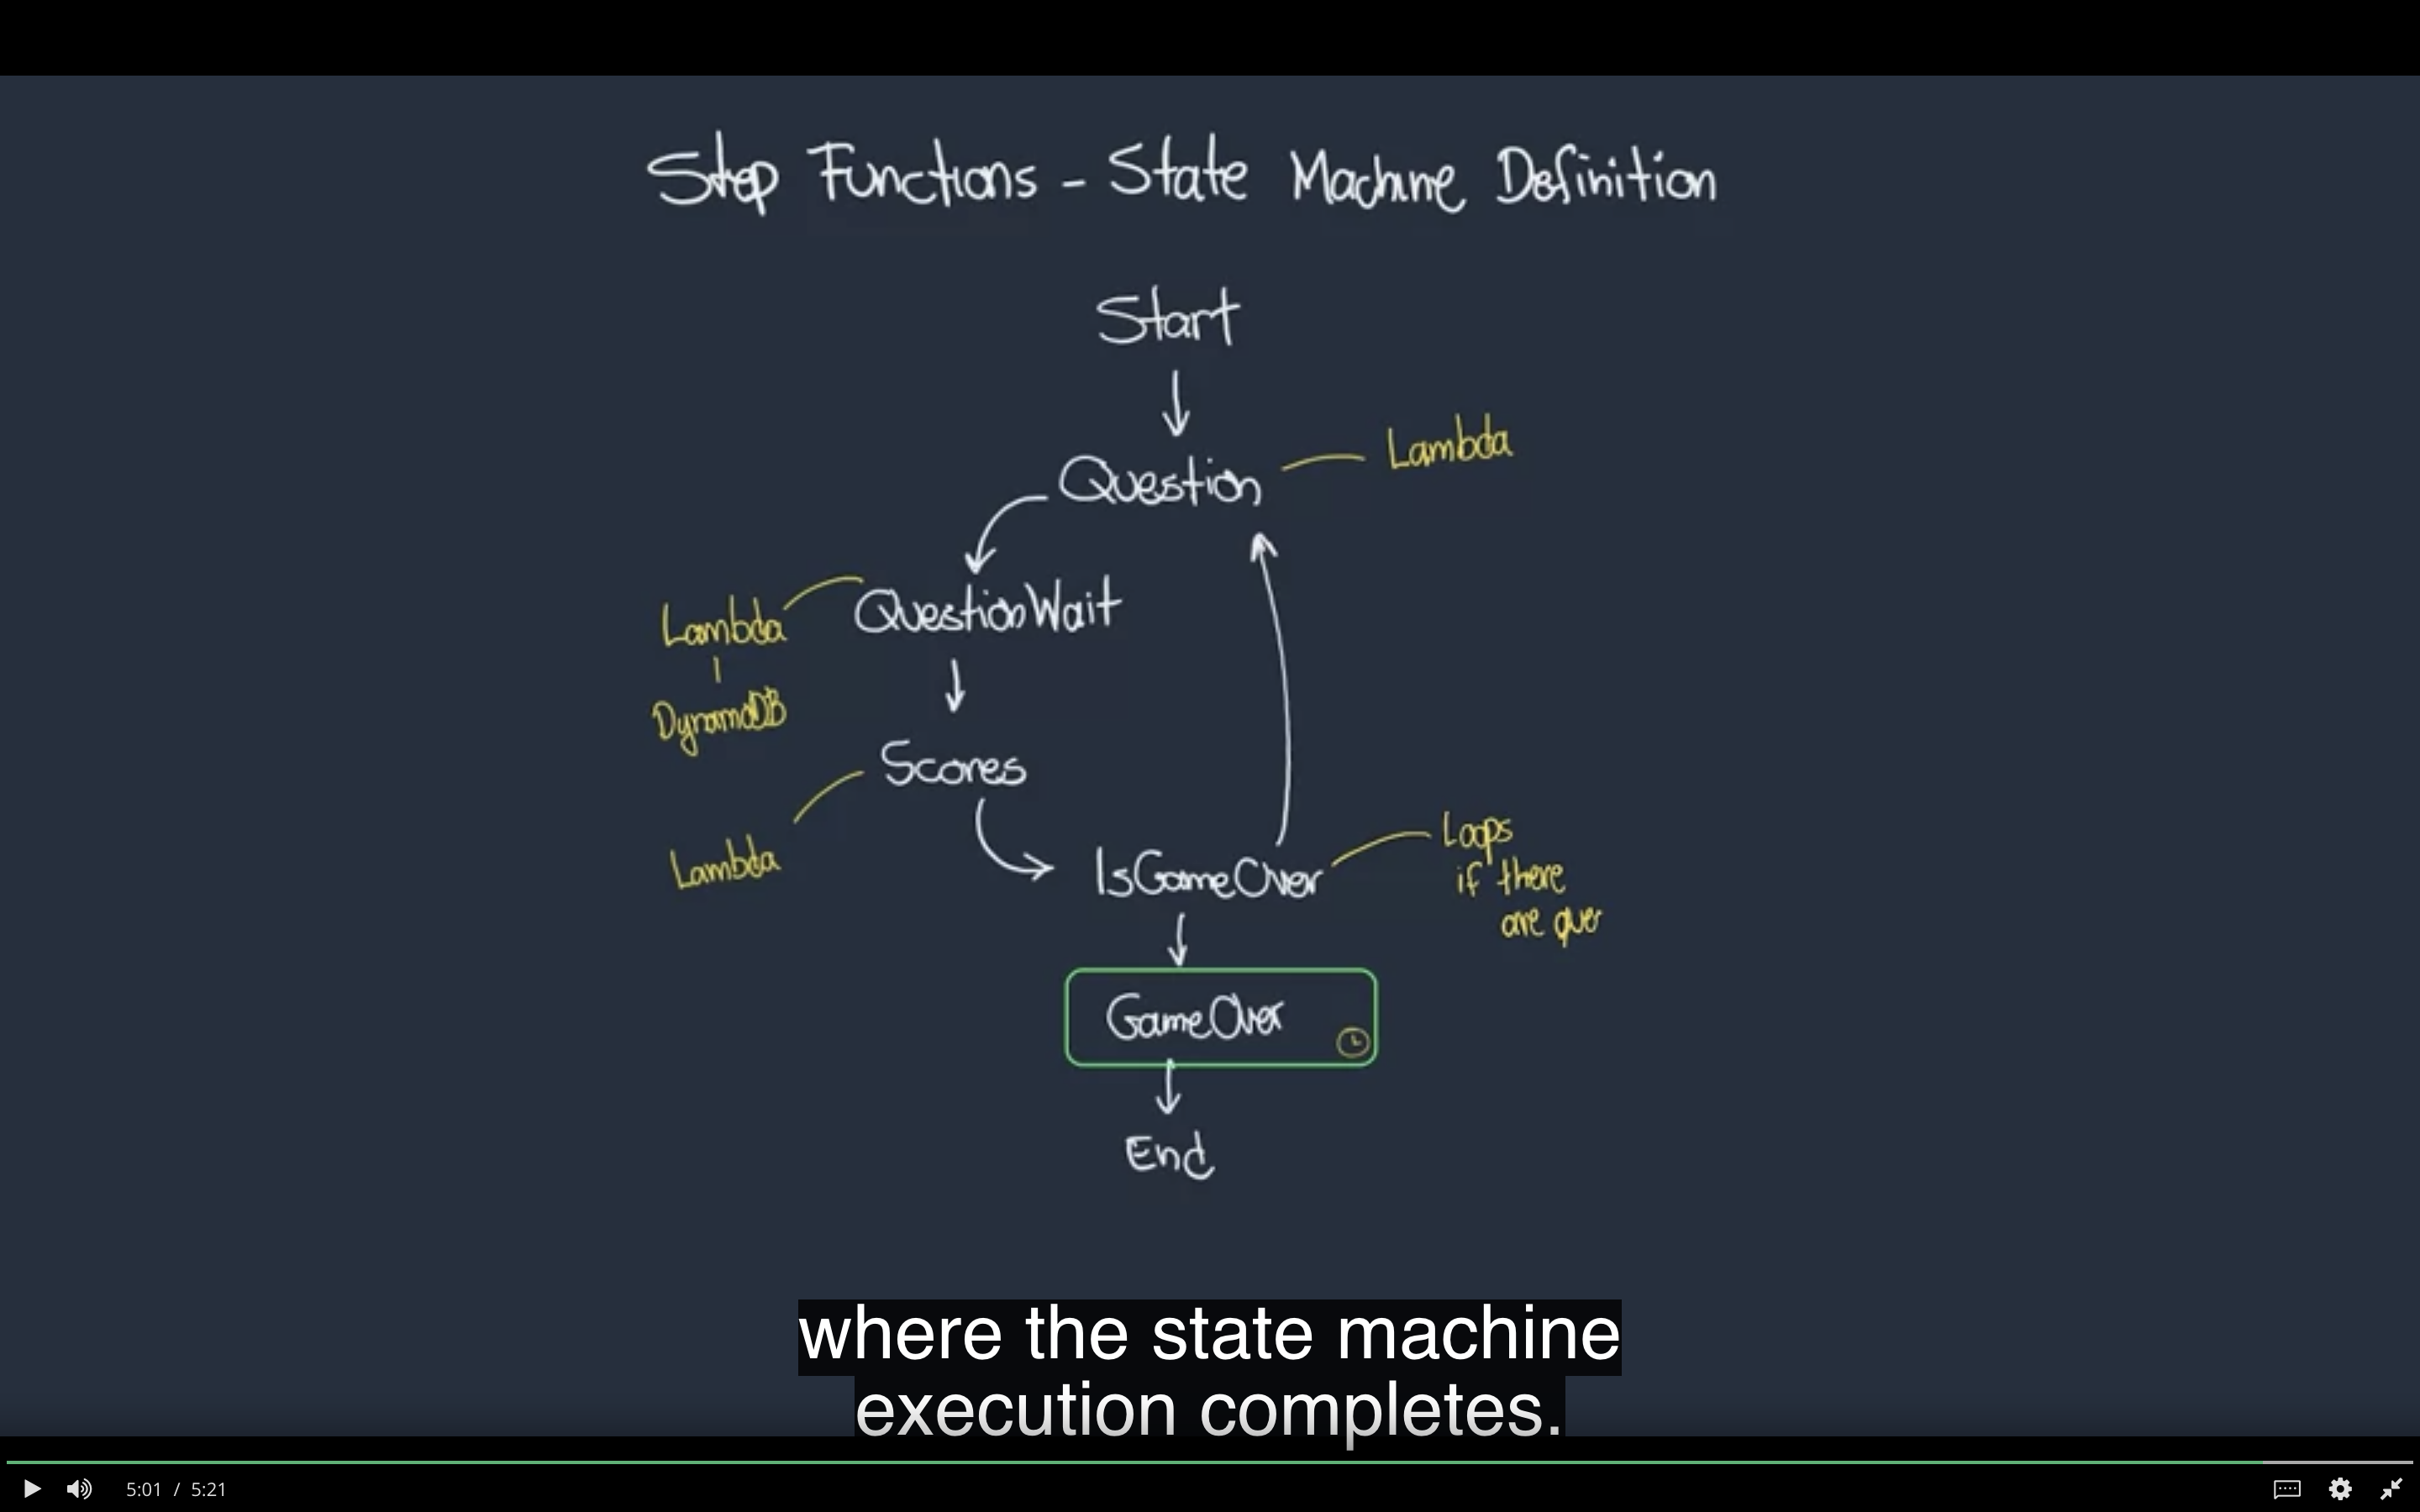 Step Functions - State Machine Definition
Start
Question
Lambda
QuestionWait
Lambda
DynamoDB
Scores
Lambda
IsGameOver
Loops
if there
are quer
GameOver
End
where the state machine
execution completes.
5:01 / 5:21